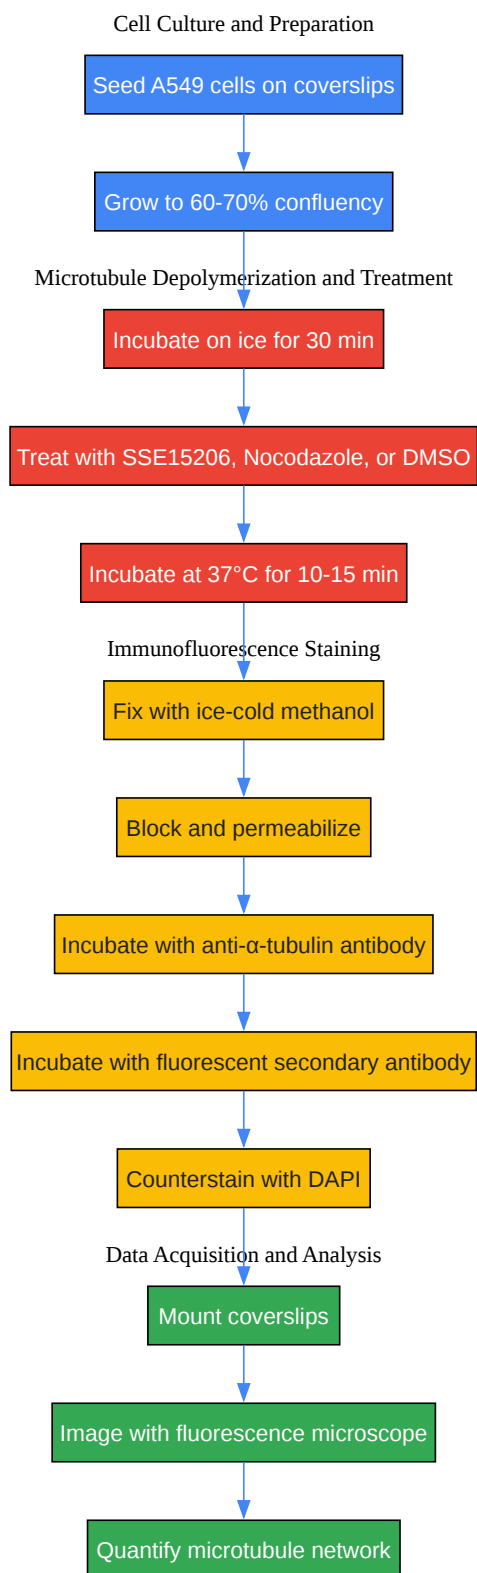 Cell Culture and Preparation
Seed A549 cells on coverslips
Grow to 60-70% confluency
Microtubule Depolymerization and Treatment
Incubate on ice for 30 min
Treat with SSE15206, Nocodazole, or DMSO
Incubate at 37°C for 10-15 min
Immunofluorescence Staining
Fix with ice-cold methanol
Block and permeabilize
Incubate with anti-α-tubulin antibody
Incubate with fluorescent secondary antibody
Counterstain with DAPI
Data Acquisition and Analysis
Mount coverslips
Image with fluorescence microscope
Quantify microtubule network